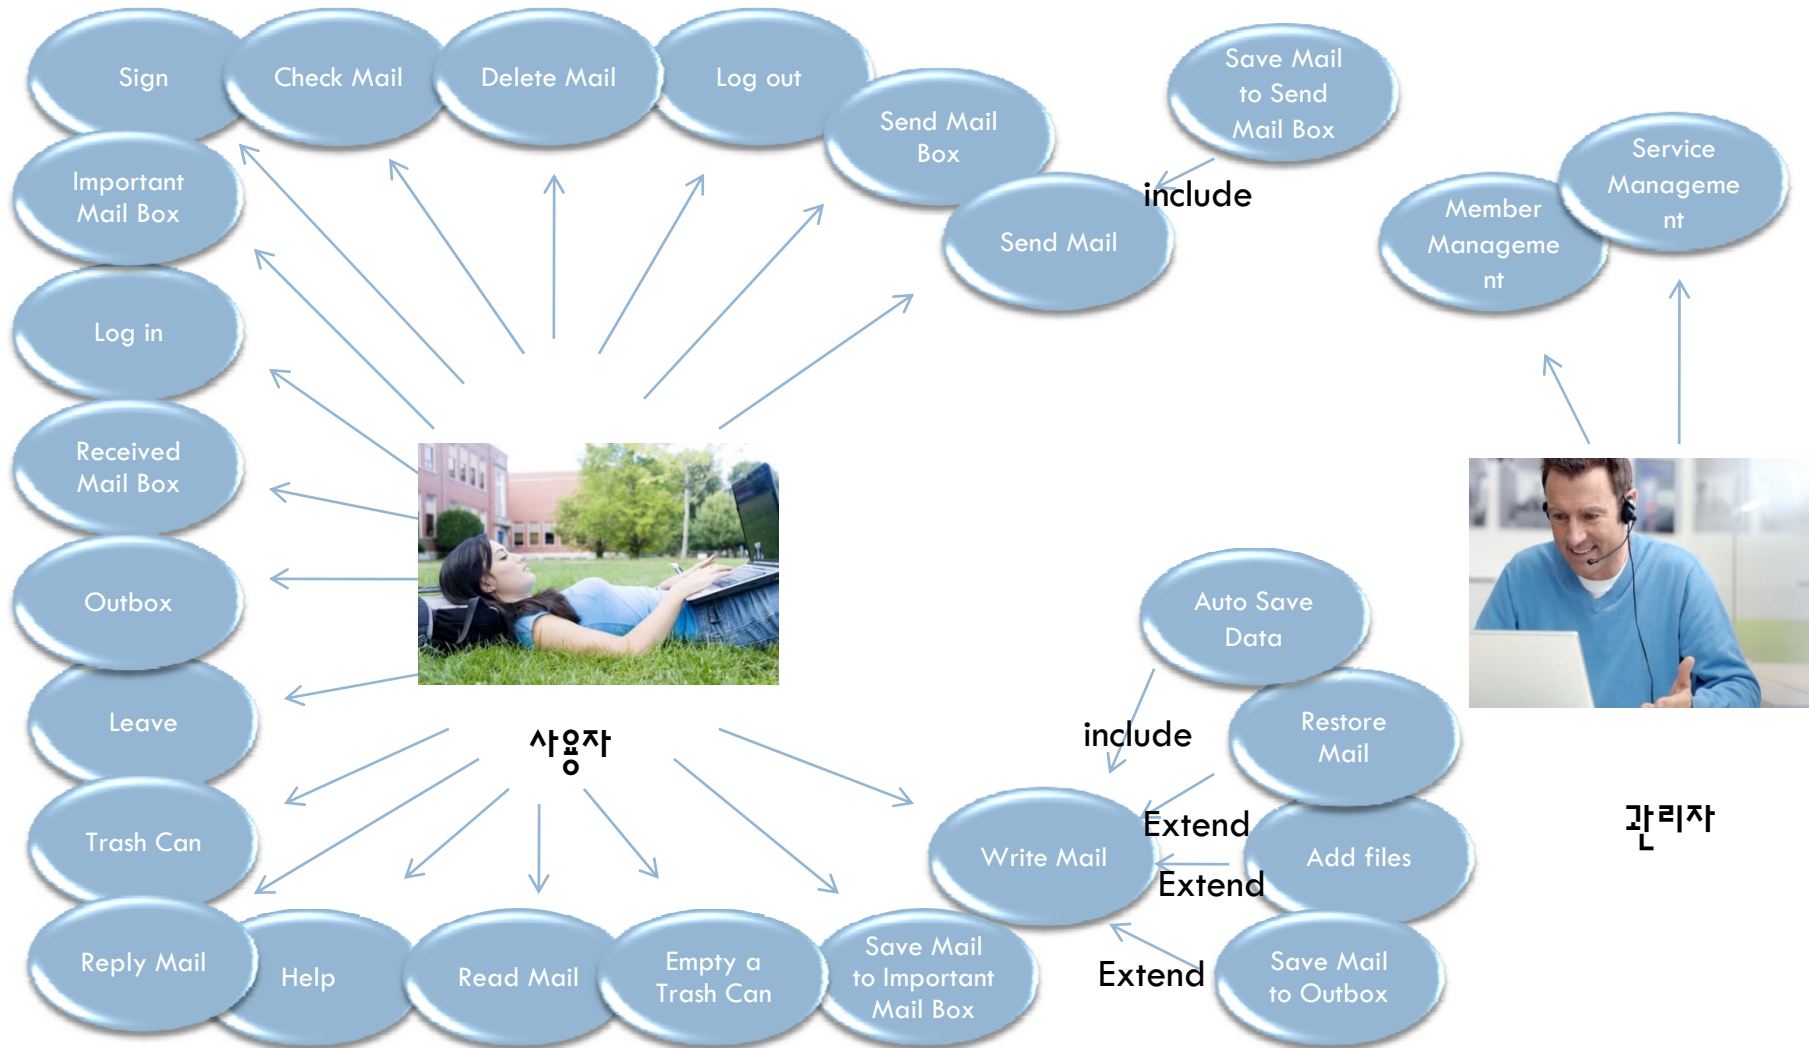 Sign
Check Mail
Delete Mail
Log out
Send Mail
Box
Save Mail
to Send
Mail Box
Service
Manageme
nt
Important
Mail Box
include
Member
Manageme
nt
Send Mail
Log in
Received
Mail Box
Outbox
Auto Save
Data
Leave
사용자
include
Restore
Mail
Extend
관리자
Trash Can
Write Mail
Add files
Extend
Reply Mail
Help
Read Mail
Empty a
Trash Can
Save Mail
to Important
Mail Box
Extend
Save Mail
to Outbox